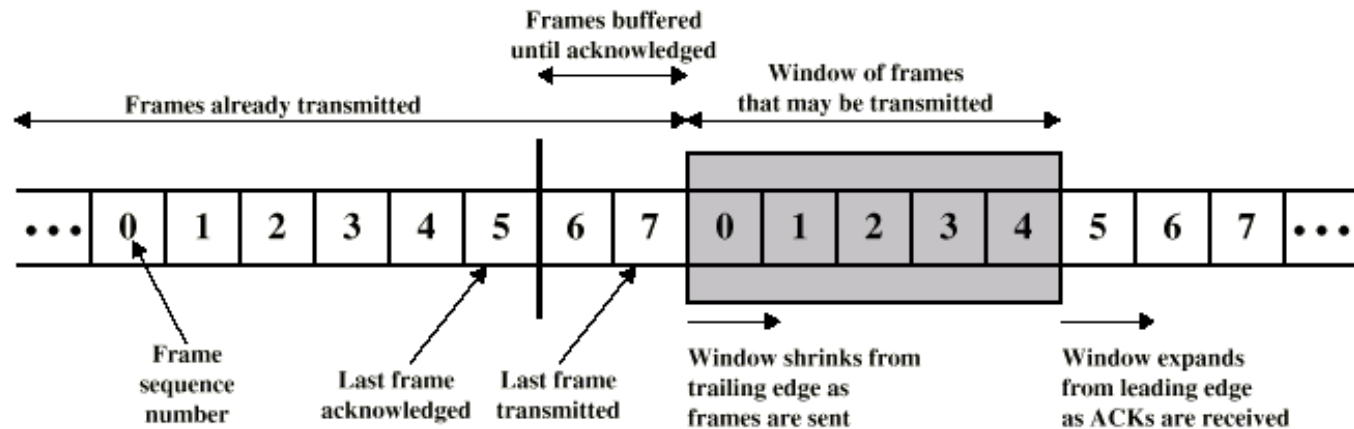 Frames buffered
until acknowledged
Window of frames
that may be transmitted
Frames already transmitted
••• 0 1 2 3 4 5 6 7 0 1 2 3 4 5 6 7 •••
Frame
sequence
number
Last frame
acknowledged
Last frame
transmitted
Window shrinks from
trailing edge as
frames are sent
Window expands
from leading edge
as ACKs are received